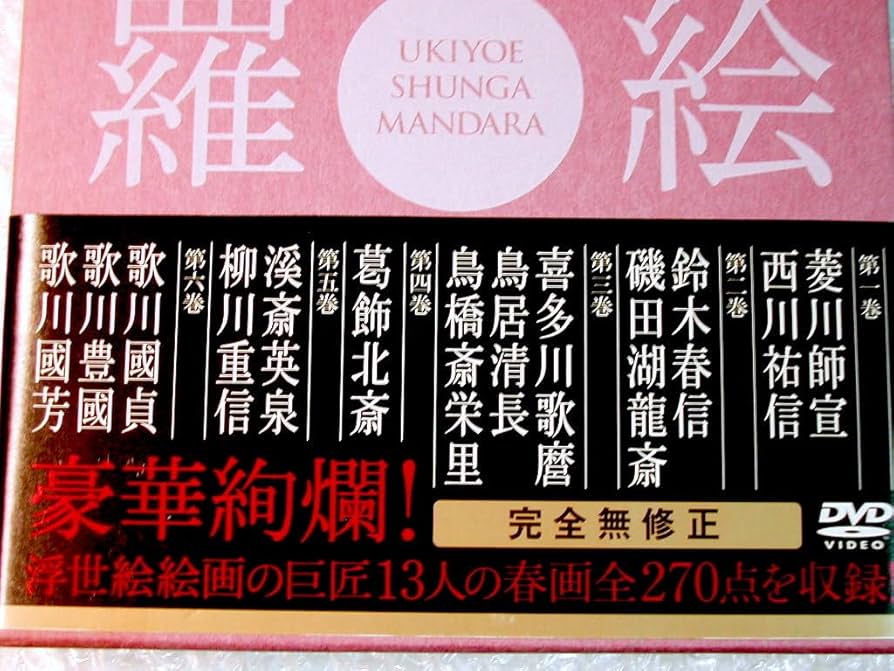 絵
羅
UKIYOE
SHUNGA
MANDARA
第一巻
菱川師宣
西川祐信
第二巻
鈴木春信
磯田湖龍斎
第三巻
喜多川歌麿
鳥居清長
鳥橋斎栄里
第四巻
葛飾北斎
第五巻
溪斎英泉
柳川重信
第六巻
歌川國貞
歌川豊國
歌川國芳
豪華絢爛!
完全無修正
DVD
VIDEO
浮世絵絵画の巨匠13人の春画全270点を収録